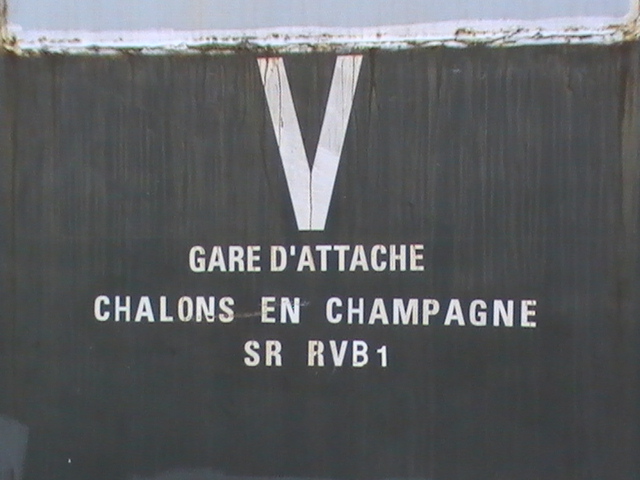 V
GARE D'ATTACHE
CHALONS EN CHAMPAGNE
SR RVB1